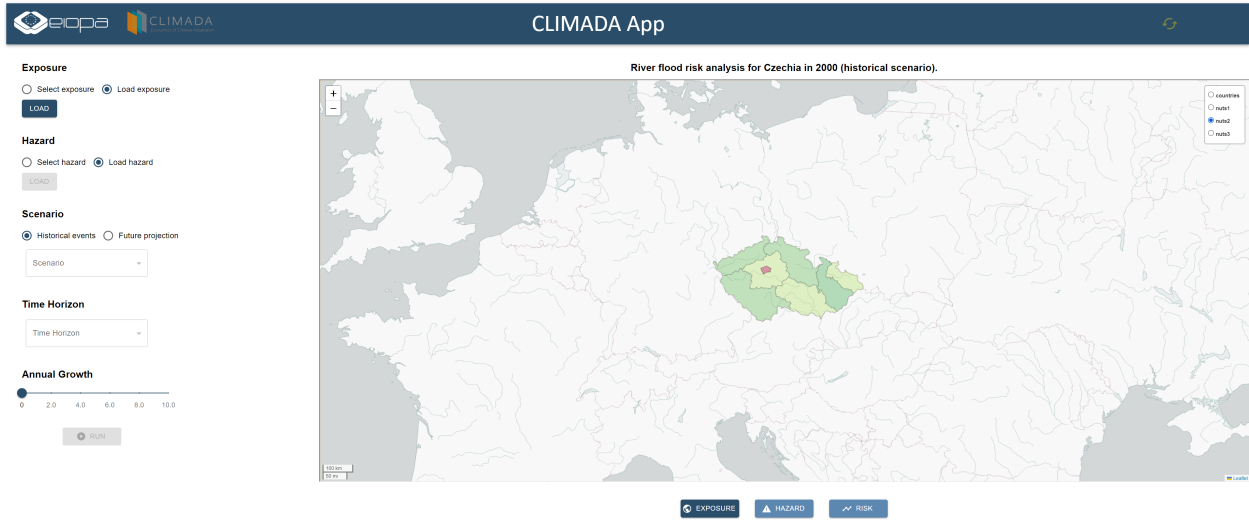 eiopa
CLIMADA
CLIMADA App
Exposure
Select exposure
Load exposure
LOAD
Hazard
Select hazard
Load hazard
LOAD
Scenario
Historical events
Future projection
Scenario
Time Horizon
Time Horizon
Annual Growth
0 2.0 4.0 6.0 8.0 10.0
RUN
River flood risk analysis for Czechia in 2000 (historical scenario).
+
−
countries
nuts1
nuts2
nuts3
100 km
50 mi
Leaflet
EXPOSURE
HAZARD
RISK